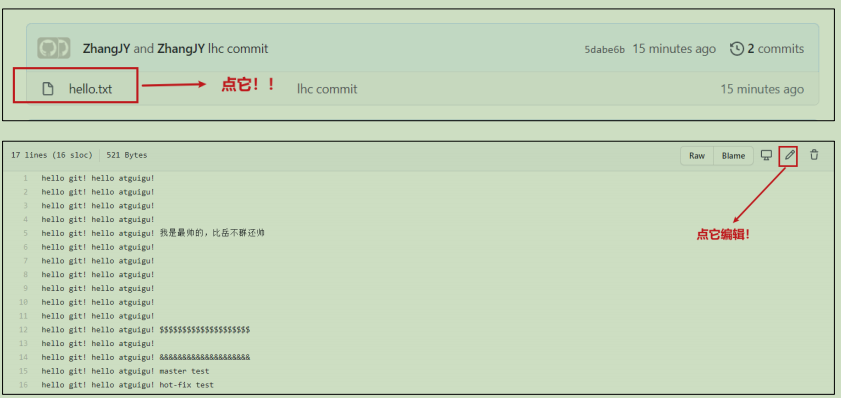 ZhangJY and ZhangJY lhc commit 5dabe6b 15 minutes ago 2 commits
hello.txt 点它！！ lhc commit 15 minutes ago
17 lines (16 sloc) 521 Bytes Raw Blame
1 hello git! hello atguigu!
2 hello git! hello atguigu!
3 hello git! hello atguigu!
4 hello git! hello atguigu!
5 hello git! hello atguigu! 我是最帅的，比岳不群还帅
点它编辑！
6 hello git! hello atguigu!
7 hello git! hello atguigu!
8 hello git! hello atguigu!
9 hello git! hello atguigu!
10 hello git! hello atguigu!
11 hello git! hello atguigu!
12 hello git! hello atguigu! $$$$$$$$$$$$$$$$$$$$
13 hello git! hello atguigu!
14 hello git! hello atguigu! &&&&&&&&&&&&&&&&&&&&
15 hello git! hello atguigu! master test
16 hello git! hello atguigu! hot-fix test